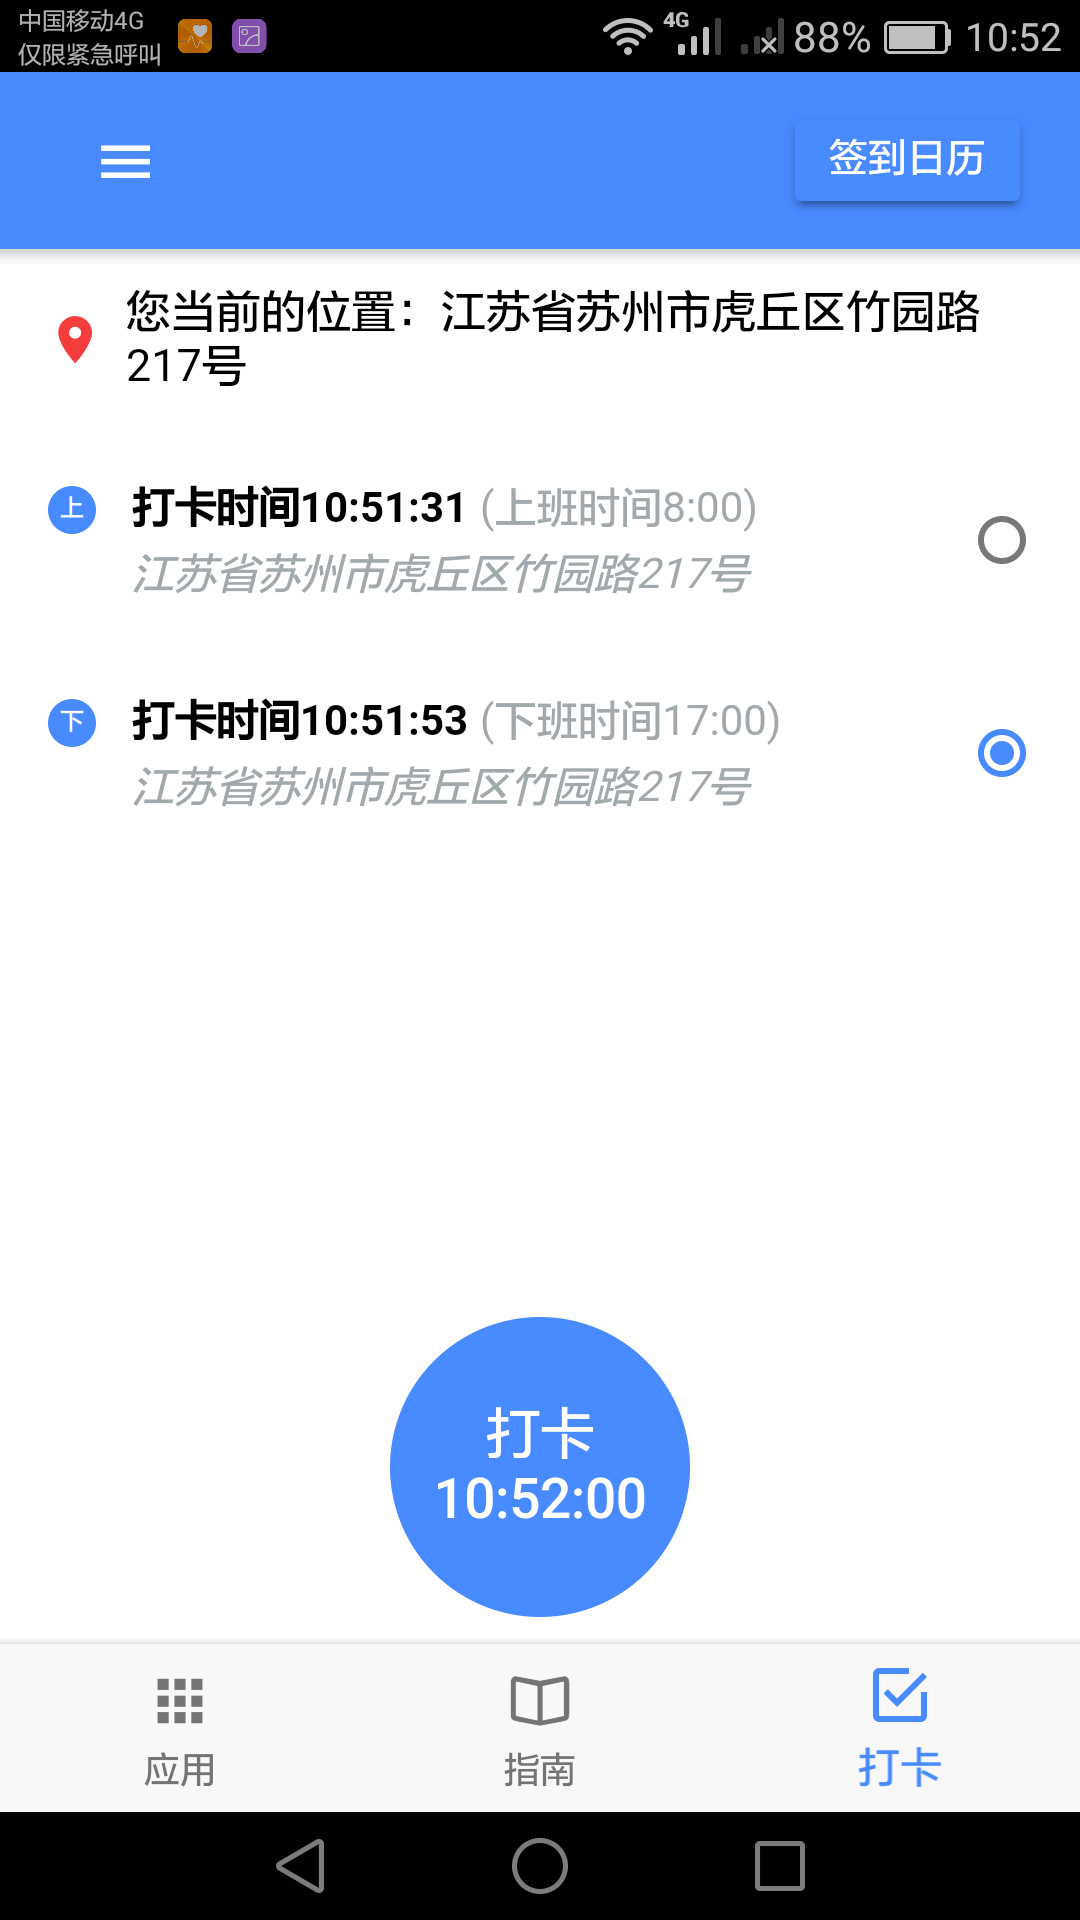 中国移动4G
仅限紧急呼叫
4G
88%
10:52
签到日历
您当前的位置：江苏省苏州市虎丘区竹园路
217号
上
打卡时间10:51:31 (上班时间8:00)
江苏省苏州市虎丘区竹园路217号
下
打卡时间10:51:53 (下班时间17:00)
江苏省苏州市虎丘区竹园路217号
打卡
10:52:00
应用
指南
打卡